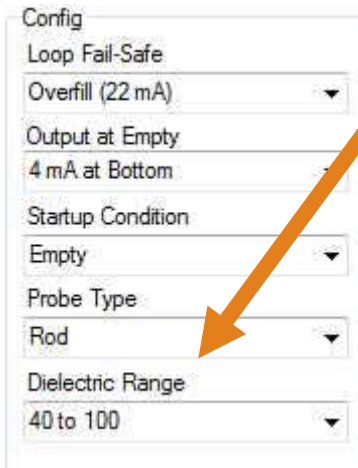 Config
Loop Fail-Safe
Overfill (22 mA)
Output at Empty
4 mA at Bottom
Startup Condition
Empty
Probe Type
Rod
Dielectric Range
40 to 100